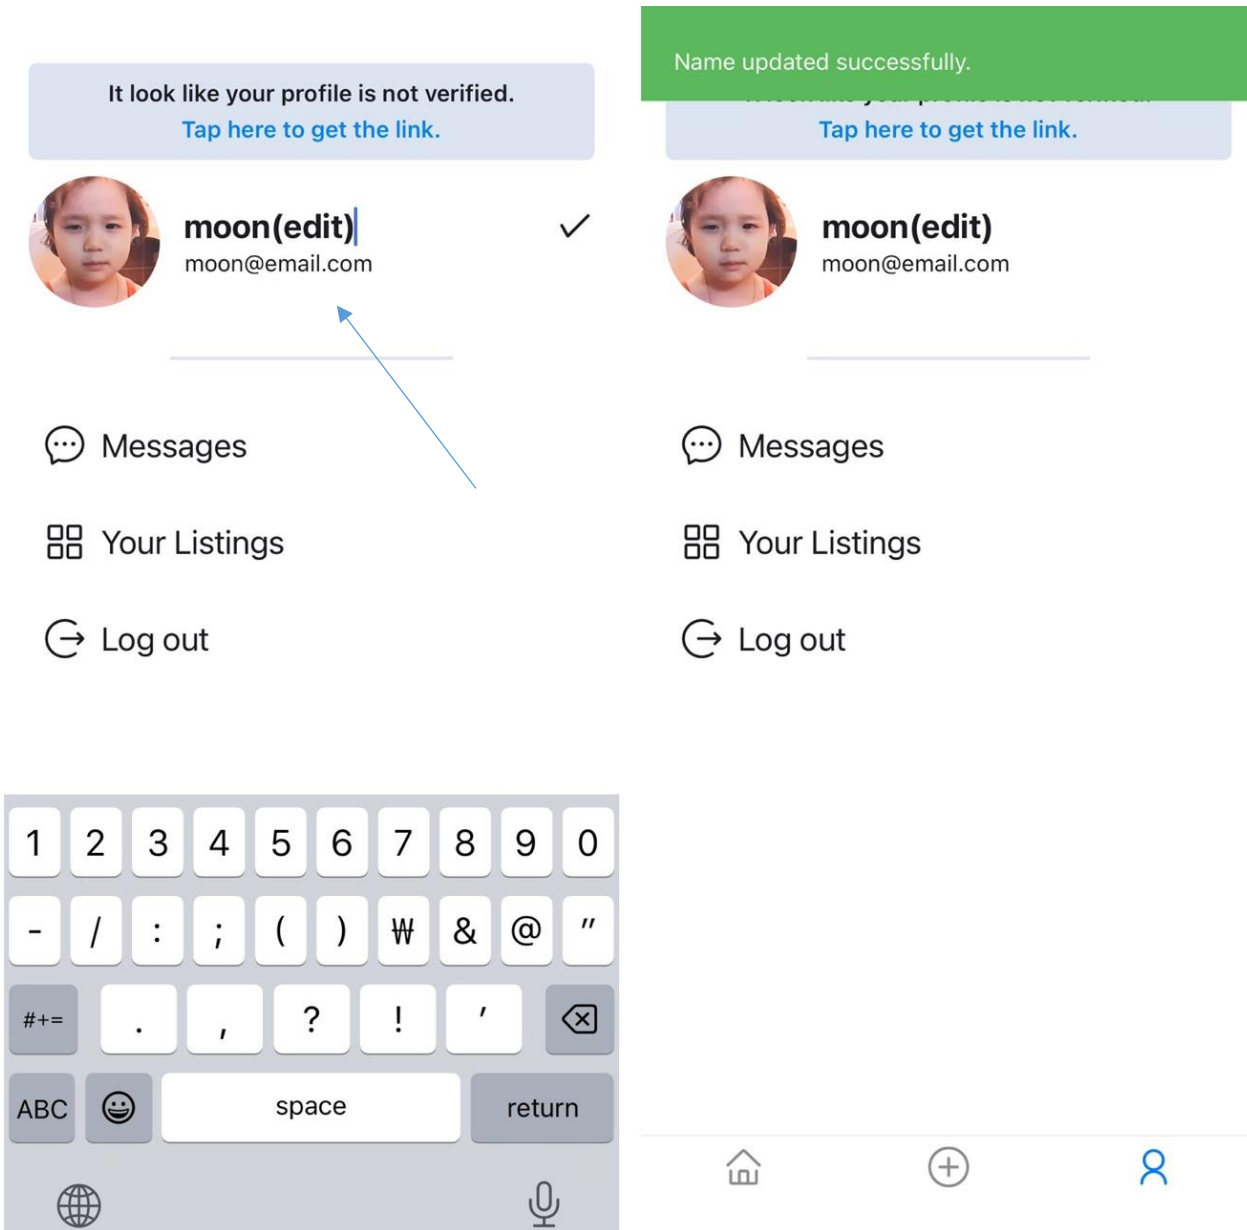 It look like your profile is not verified.
Tap here to get the link.
moon(edit)
moon@email.com
Messages
Your Listings
Log out
1 2 3 4 5 6 7 8 9 0
- / : ; ( ) ₩ & @ "
#+= . , ? ! '
ABC space return
Name updated successfully.
Tap here to get the link.
moon(edit)
moon@email.com
Messages
Your Listings
Log out